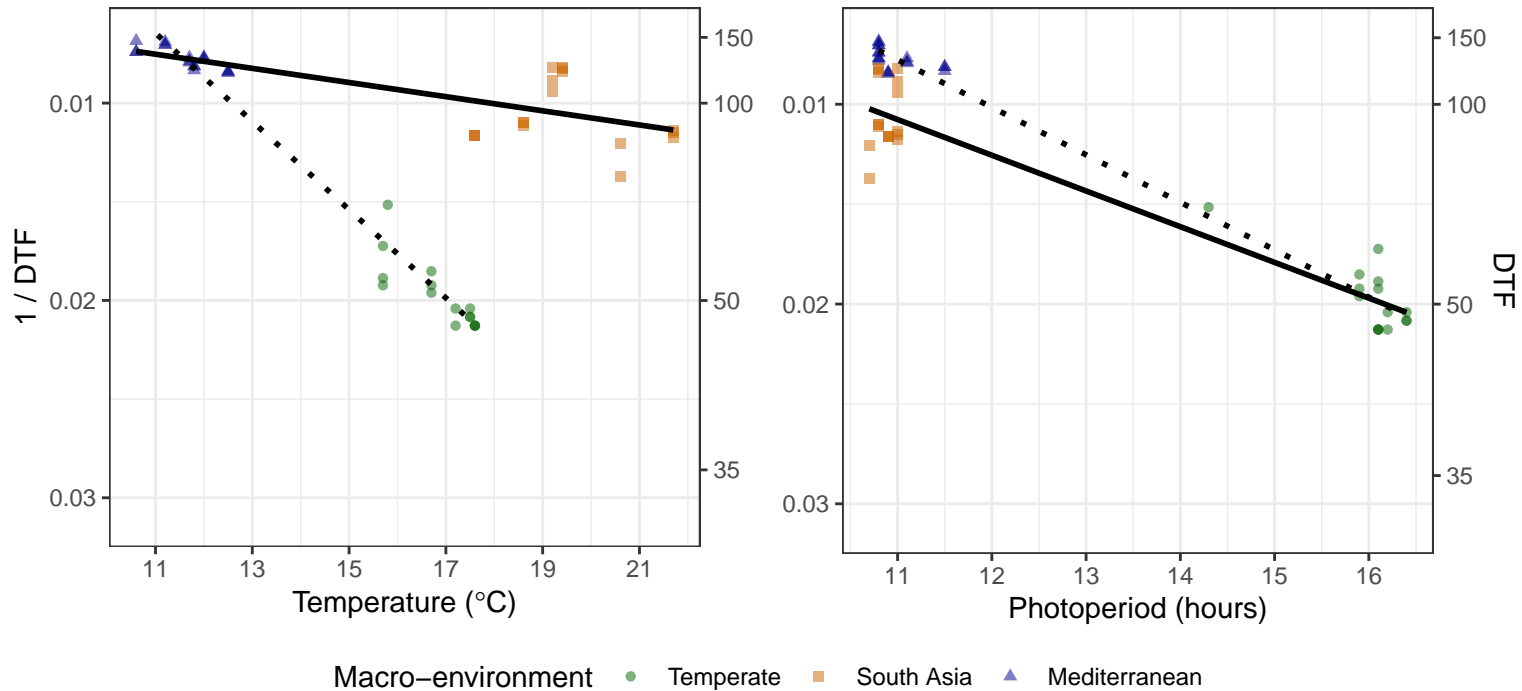 1 / DTF
0.01
0.02
0.03
150
100
50
35
11 13 15 17 19 21
Temperature (°C)
0.01
0.02
0.03
150
100
50
35
DTF
11 12 13 14 15 16
Photoperiod (hours)
Macro−environment Temperate South Asia Mediterranean